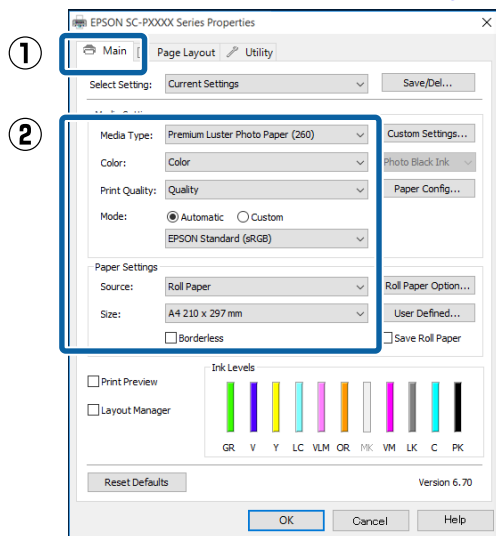 EPSON SC-PXXXX Series Properties
1
Main Page Layout Utility
Select Setting: Current Settings Save/Del...
2
Media Type: Premium Luster Photo Paper (260) Custom Settings...
Color: Color Photo Black Ink
Print Quality: Quality Paper Config...
Mode: Automatic Custom
EPSON Standard (sRGB)
Paper Settings
Source: Roll Paper Roll Paper Option...
Size: A4 210 x 297 mm User Defined...
Borderless Save Roll Paper
Ink Levels
Print Preview
Layout Manager
GR V Y LC VLM OR MK VM LK C PK
Reset Defaults Version 6.70
OK Cancel Help